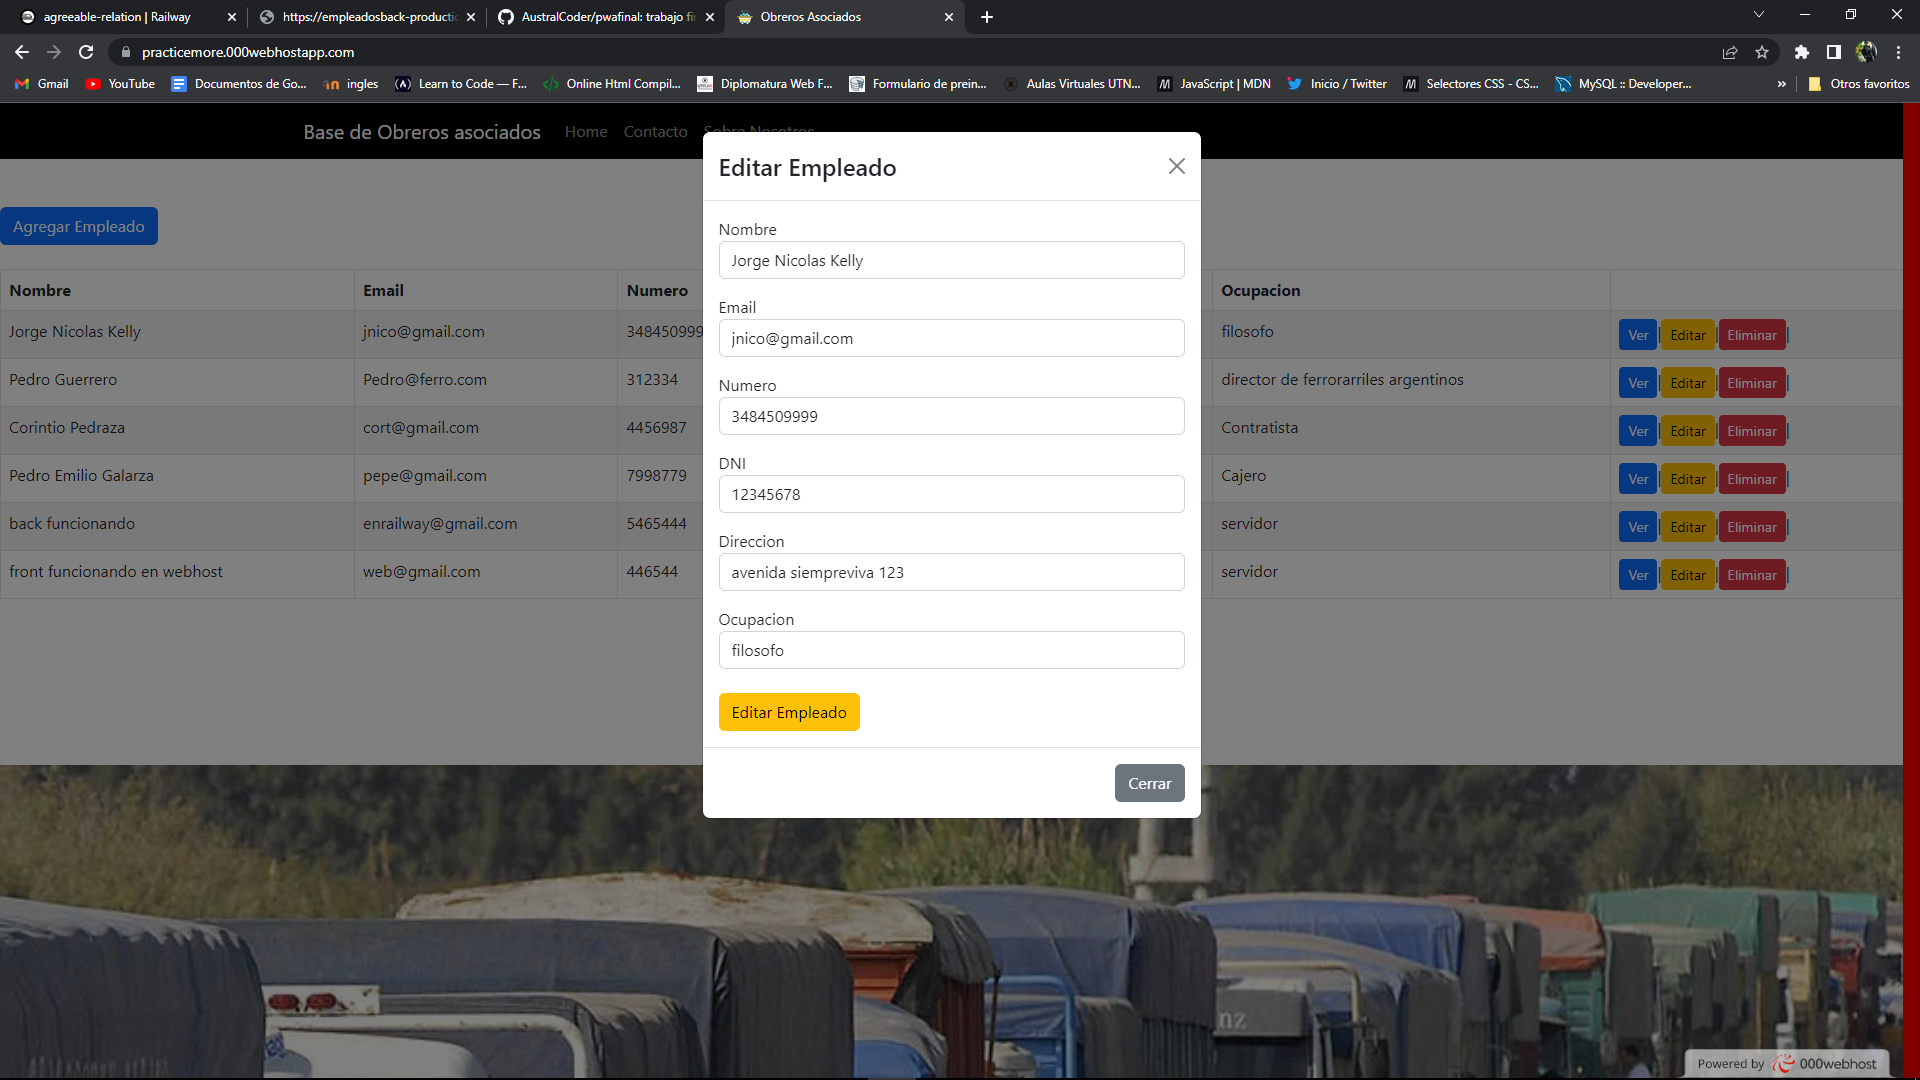 agreeable-relation | Railway
https://empleadosback-producti
AustralCoder/pwafinal: trabajo fi
Obreros Asociados
practicemore.000webhostapp.com
Gmail
YouTube
Documentos de Go...
ingles
Learn to Code — F...
Online Html Compil...
Diplomatura Web F...
Formulario de prein...
Aulas Virtuales UTN...
JavaScript | MDN
Inicio / Twitter
Selectores CSS - CS...
MySQL :: Developer...
»
Otros favoritos
Base de Obreros asociados Home Contacto Sobre Nosotros
Agregar Empleado
Nombre Email Numero Ocupacion
Jorge Nicolas Kelly jnico@gmail.com 348450999 filosofo Ver | Editar | Eliminar |
Pedro Guerrero Pedro@ferro.com 312334 director de ferrorarriles argentinos Ver | Editar | Eliminar |
Corintio Pedraza cort@gmail.com 4456987 Contratista Ver | Editar | Eliminar |
Pedro Emilio Galarza pepe@gmail.com 7998779 Cajero Ver | Editar | Eliminar |
back funcionando enrailway@gmail.com 5465444 servidor Ver | Editar | Eliminar |
front funcionando en webhost web@gmail.com 446544 servidor Ver | Editar | Eliminar |
Editar Empleado
Nombre
Jorge Nicolas Kelly
Email
jnico@gmail.com
Numero
3484509999
DNI
12345678
Direccion
avenida siempreviva 123
Ocupacion
filosofo
Editar Empleado
Cerrar
nz
Powered by 000webhost